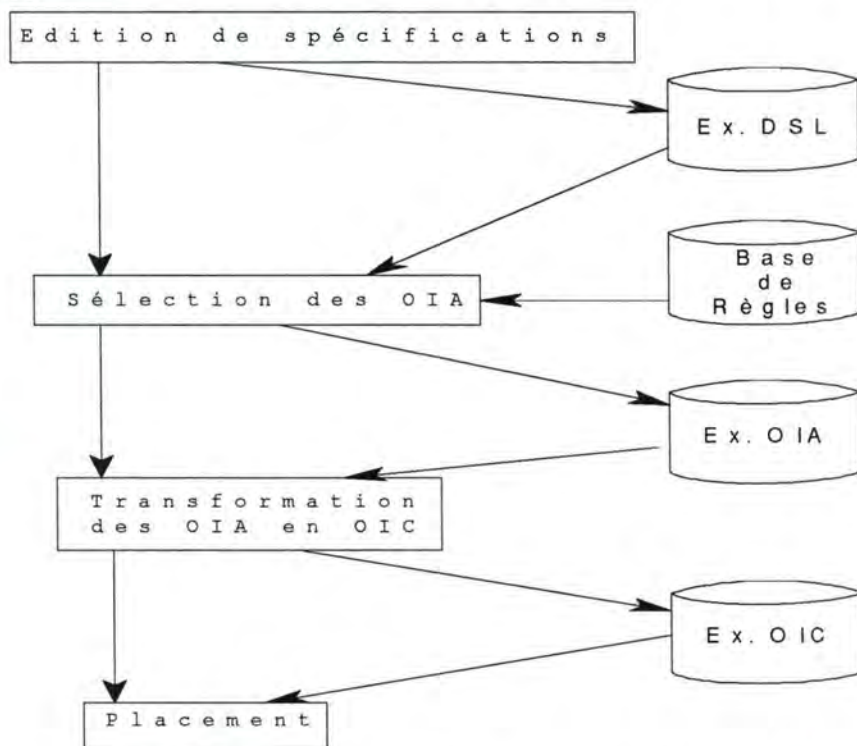 Edition de spécifications
Ex. DSL
Base
de
Règles
Sélection des OIA
Ex. OIA
Transformation
des OIA en OIC
Ex. OIC
Placement